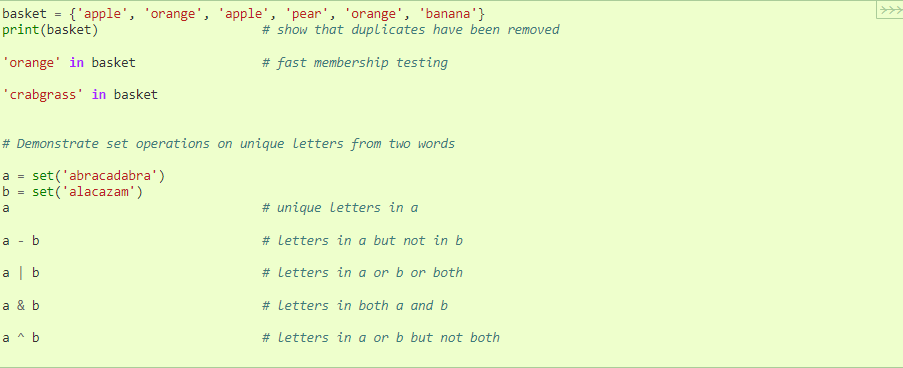 basket = {'apple', 'orange', 'apple', 'pear', 'orange', 'banana'}
>>>
print(basket)                      # show that duplicates have been removed
'orange' in basket                 # fast membership testing
'crabgrass' in basket
# Demonstrate set operations on unique letters from two words
a = set('abracadabra')
b = set('alacazam')
a                                  # unique letters in a
a - b                              # letters in a but not in b
a | b                              # letters in a or b or both
a & b                              # letters in both a and b
a ^ b                              # letters in a or b but not both